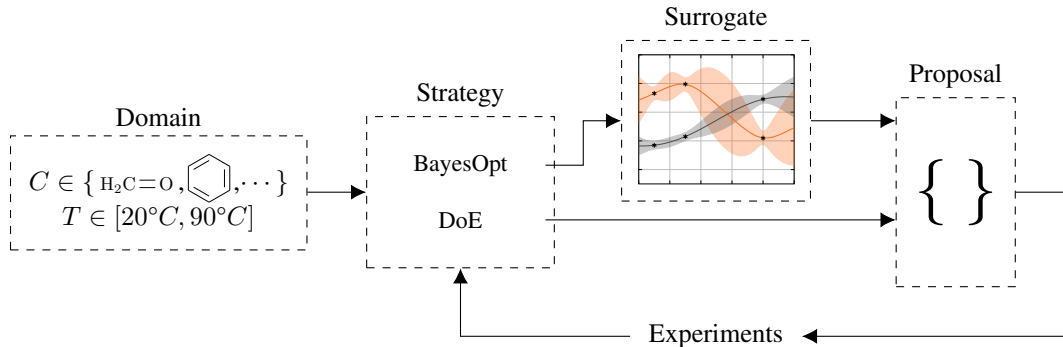 Surrogate
Proposal
Strategy
Domain
BayesOpt
C ∈ { H₂C=O , , ⋯ }
T ∈ [20°C, 90°C]
DoE
{ }
Experiments